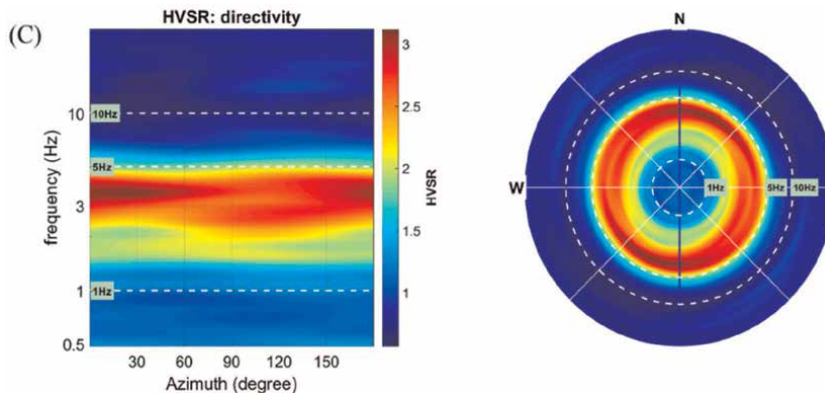 (C)
HVSR: directivity
frequency (Hz)
10
3
1
0.5
10Hz
5Hz
1Hz
30
60
90
120
150
Azimuth (degree)
3
2.5
2
1.5
1
HVSR
N
W
1Hz
5Hz
10Hz